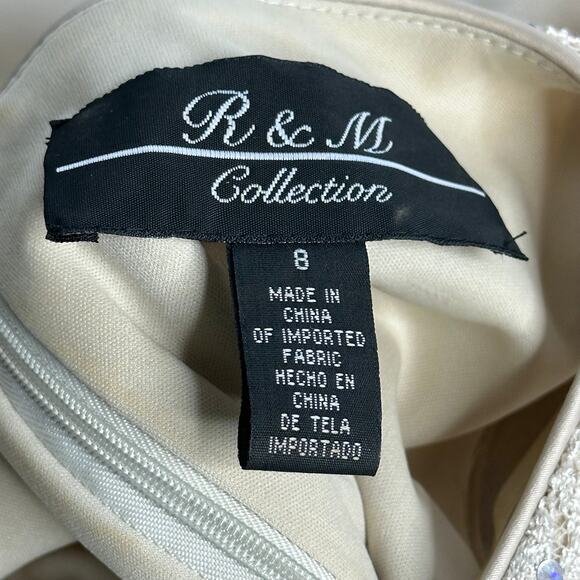 R & M
Collection
8
MADE IN
CHINA
OF IMPORTED
FABRIC
HECHO EN
CHINA
DE TELA
IMPORTADO